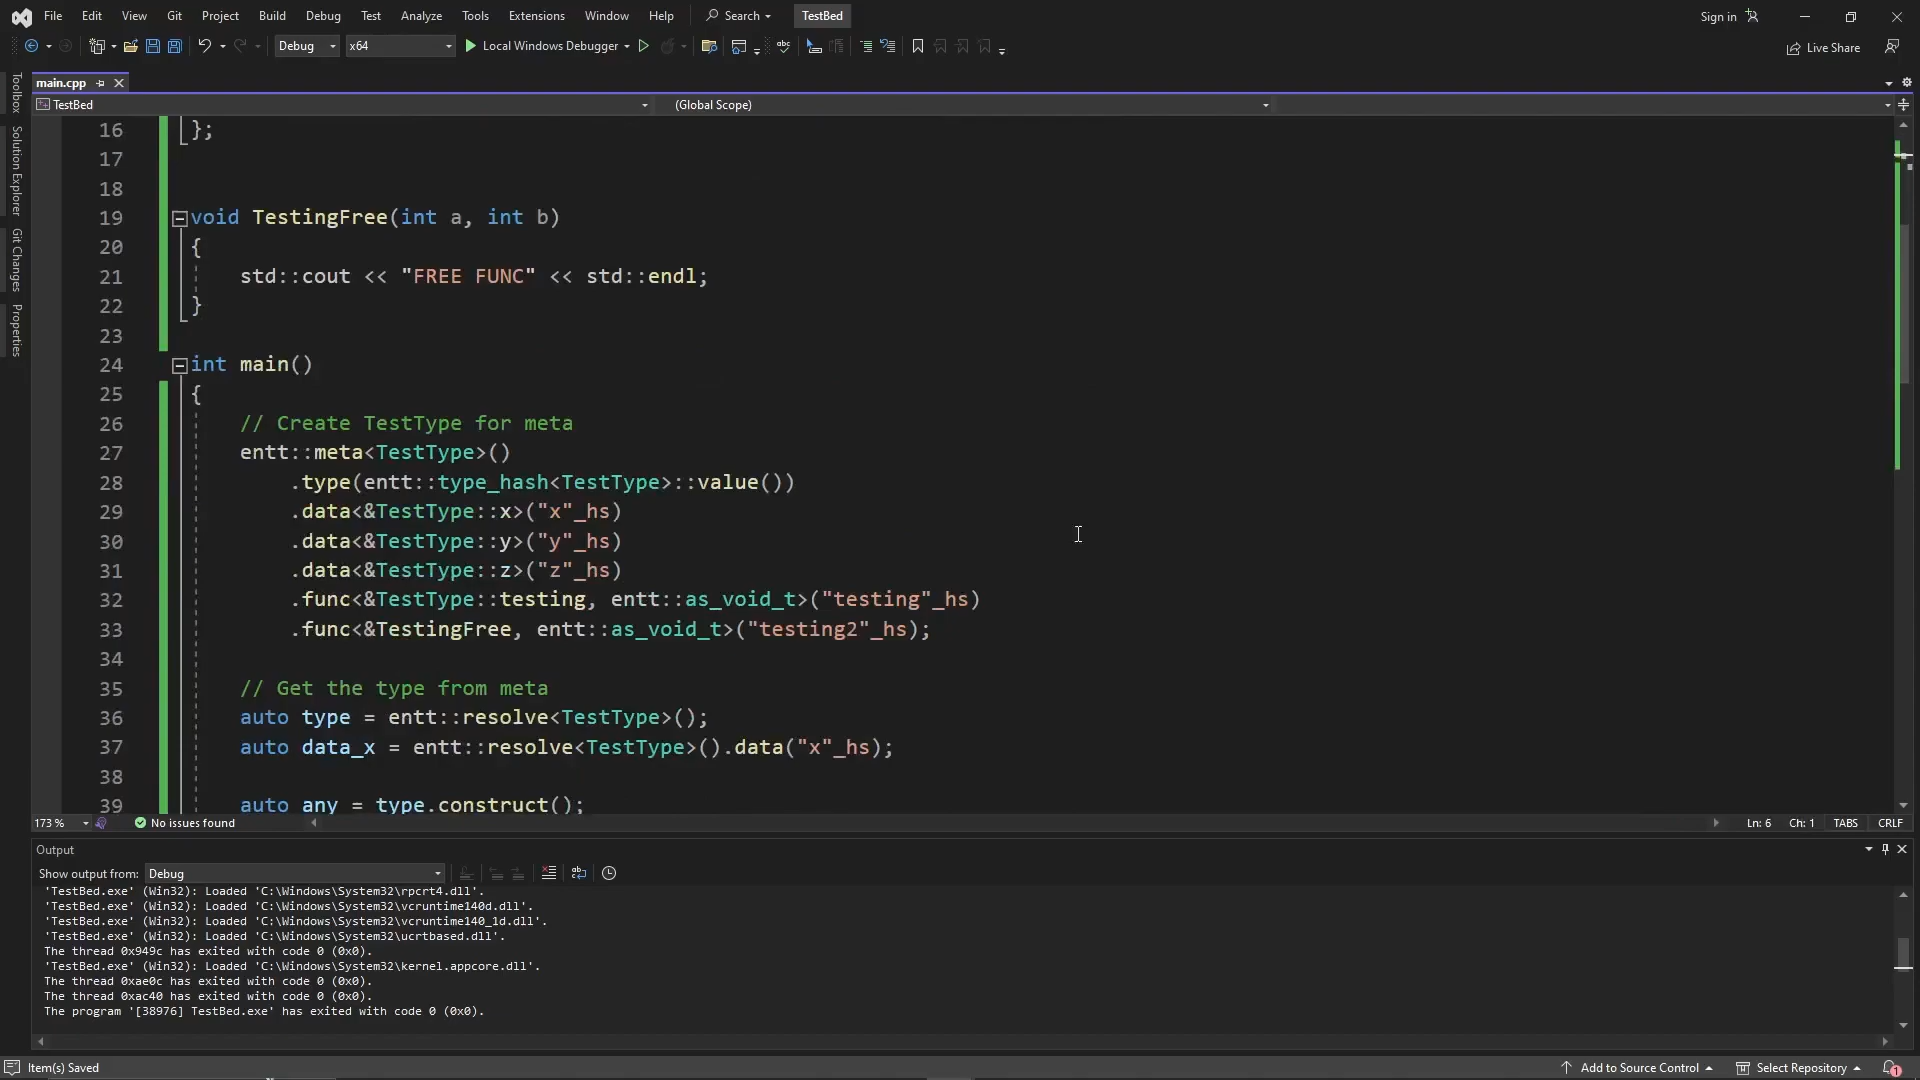 File Edit View Git Project Build Debug Test Analyze Tools Extensions Window Help Search TestBed Sign in
Debug x64 Local Windows Debugger Live Share
main.cpp
TestBed (Global Scope)
Toolbox
Solution Explorer
Git Changes
Properties
16 };
17
18
19 void TestingFree(int a, int b)
20 {
21 std::cout << "FREE FUNC" << std::endl;
22 }
23
24 int main()
25 {
26 // Create TestType for meta
27 entt::meta<TestType>()
28 .type(entt::type_hash<TestType>::value())
29 .data<&TestType::x>("x"_hs)
30 .data<&TestType::y>("y"_hs)
31 .data<&TestType::z>("z"_hs)
32 .func<&TestType::testing, entt::as_void_t>("testing"_hs)
33 .func<&TestingFree, entt::as_void_t>("testing2"_hs);
34
35 // Get the type from meta
36 auto type = entt::resolve<TestType>();
37 auto data_x = entt::resolve<TestType>().data("x"_hs);
38
39 auto any = type.construct();
173 % No issues found Ln: 6 Ch: 1 TABS CRLF
Output
Show output from: Debug
'TestBed.exe' (Win32): Loaded 'C:\Windows\System32\rpcrt4.dll'.
'TestBed.exe' (Win32): Loaded 'C:\Windows\System32\vcruntime140d.dll'.
'TestBed.exe' (Win32): Loaded 'C:\Windows\System32\vcruntime140_1d.dll'.
'TestBed.exe' (Win32): Loaded 'C:\Windows\System32\ucrtbased.dll'.
The thread 0x949c has exited with code 0 (0x0).
'TestBed.exe' (Win32): Loaded 'C:\Windows\System32\kernel.appcore.dll'.
The thread 0xae0c has exited with code 0 (0x0).
The thread 0xac40 has exited with code 0 (0x0).
The program '[38976] TestBed.exe' has exited with code 0 (0x0).
Item(s) Saved Add to Source Control Select Repository 1